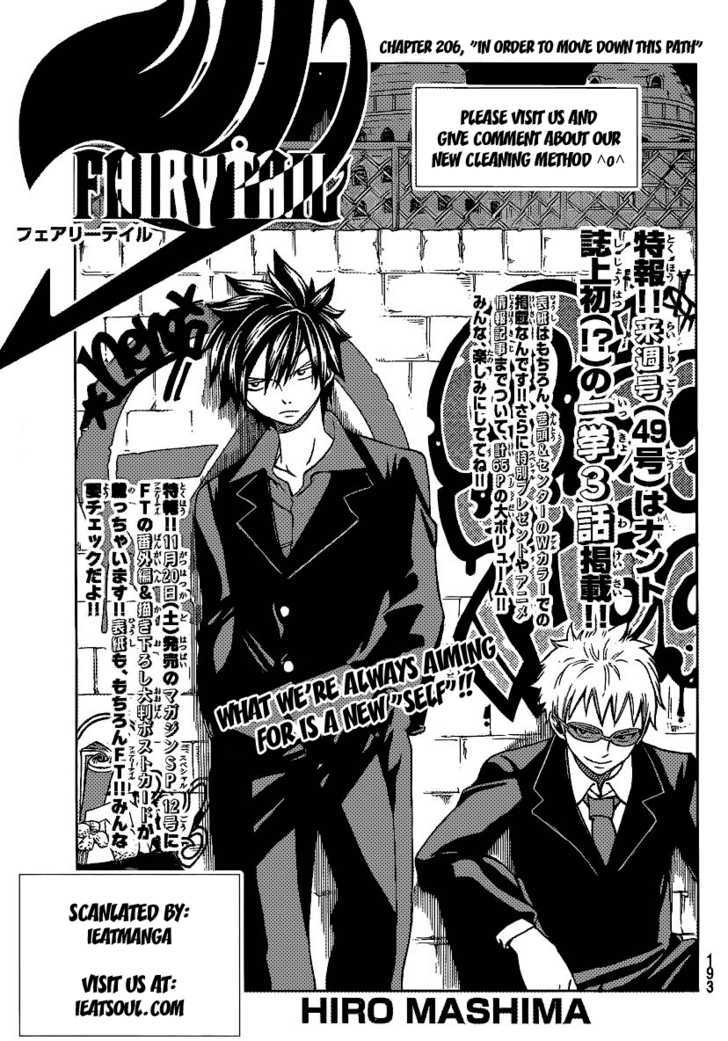 CHAPTER 206, "IN ORDER TO MOVE DOWN THIS PATH"
PLEASE VISIT US AND
GIVE COMMENT ABOUT OUR
NEW CLEANING METHOD ^o^
FAIRY TAIL
フェアリーテイル
特報!!来週号(49号)はナント
誌上初(!?)の一挙3話掲載!!
表紙はもちろん、巻頭&センターのWカラーでの
掲載なんです!!さらに特別プレゼントやアニメ
情報記事までついて、計65Pの大ボリューム!!
みんな、楽しみにしててね!!
特報!!11月20日(土)発売のマガジンSP12号に
FTの番外編&描き下ろし大判ポストカードが
載っちゃいます!!表紙も、もちろんFT!!みんな
要チェックだよ!!
WHAT WE'RE ALWAYS AIMING
FOR IS A NEW "SELF"!!
SCANLATED BY:
IEATMANGA
VISIT US AT:
IEATSOUL.COM
193
HIRO MASHIMA